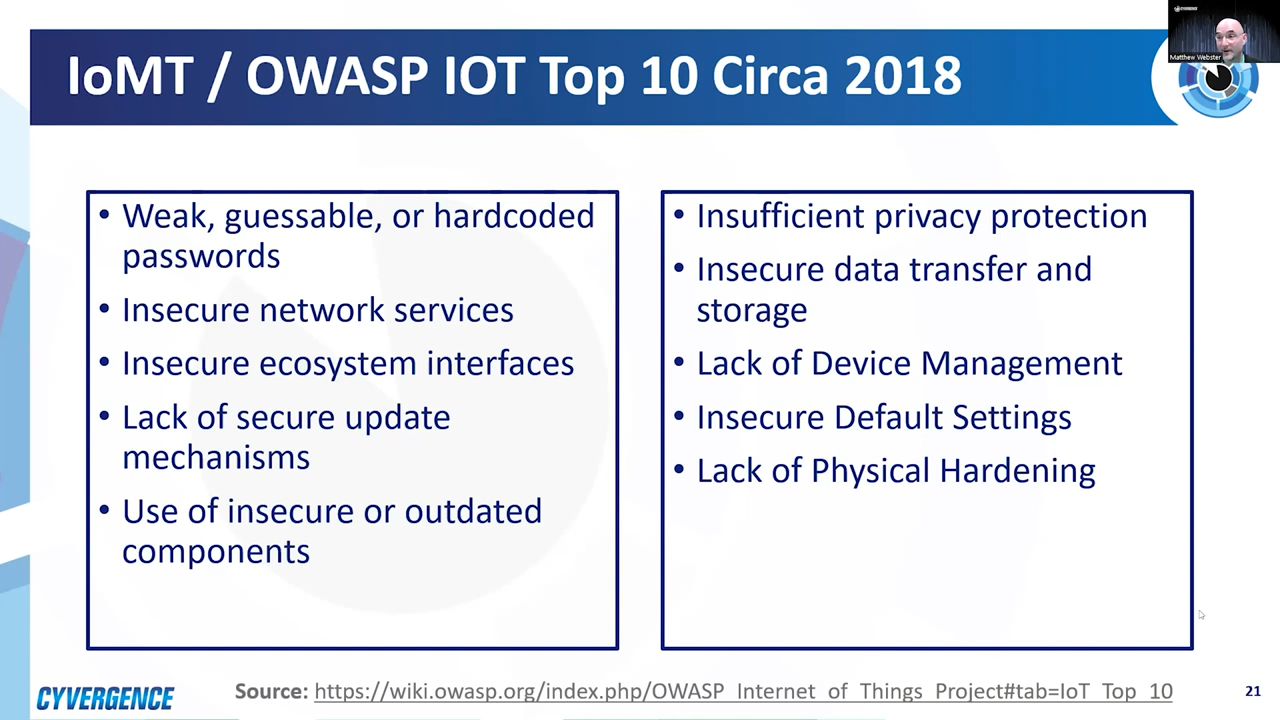 CYVERGENCE
Matthew Webster
IoMT / OWASP IOT Top 10 Circa 2018
• Weak, guessable, or hardcoded
passwords
• Insecure network services
• Insecure ecosystem interfaces
• Lack of secure update
mechanisms
• Use of insecure or outdated
components
• Insufficient privacy protection
• Insecure data transfer and
storage
• Lack of Device Management
• Insecure Default Settings
• Lack of Physical Hardening
CYVERGENCE
Source: https://wiki.owasp.org/index.php/OWASP_Internet_of_Things_Project#tab=IoT_Top_10
21